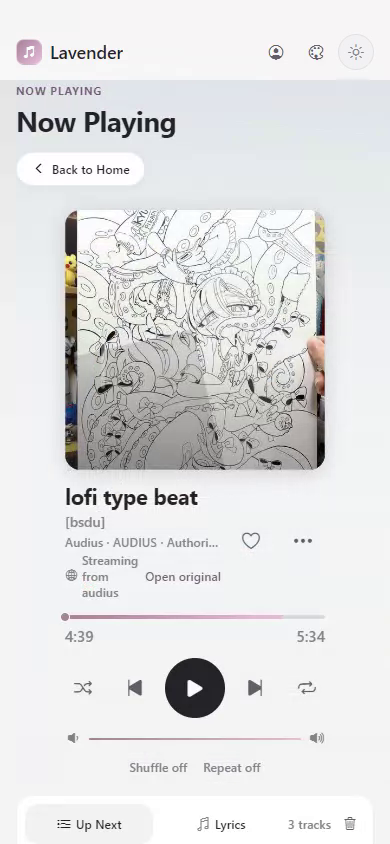 Lavender
NOW PLAYING
Now Playing
Back to Home
lofi type beat
[bsdu]
Audius · AUDIUS · Authori...
Streaming
from
audius
Open original
4:39
5:34
Shuffle off
Repeat off
Up Next
Lyrics
3 tracks